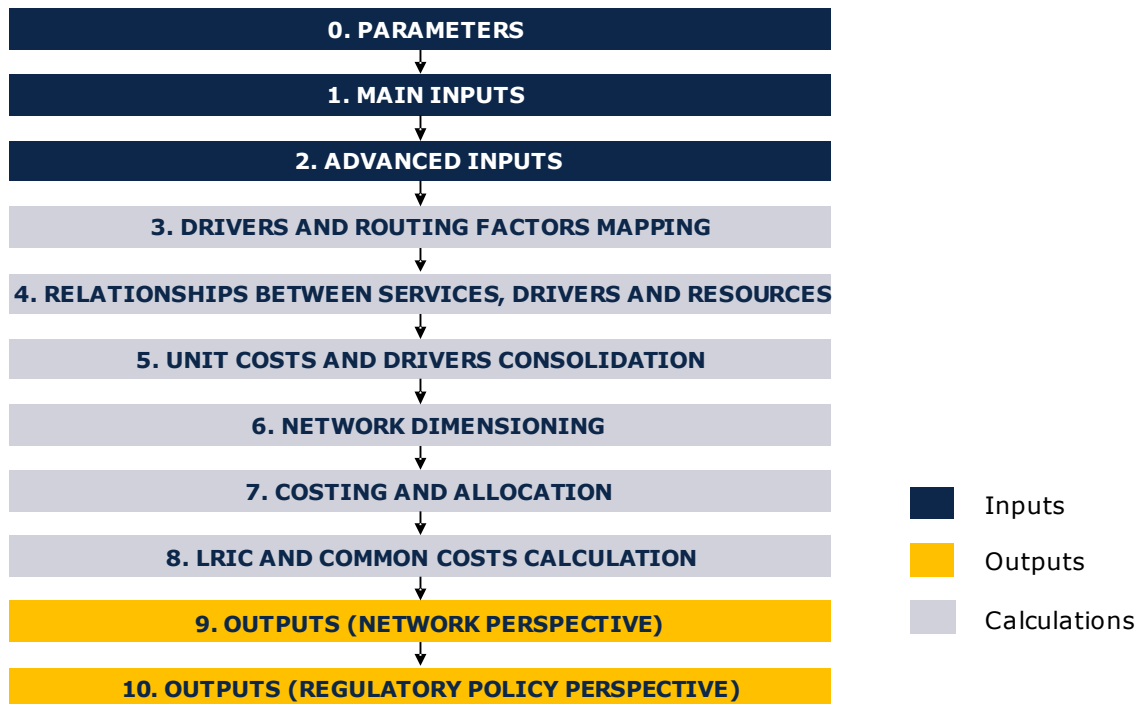 0. PARAMETERS
1. MAIN INPUTS
2. ADVANCED INPUTS
3. DRIVERS AND ROUTING FACTORS MAPPING
4. RELATIONSHIPS BETWEEN SERVICES, DRIVERS AND RESOURCES
5. UNIT COSTS AND DRIVERS CONSOLIDATION
6. NETWORK DIMENSIONING
7. COSTING AND ALLOCATION
8. LRIC AND COMMON COSTS CALCULATION
9. OUTPUTS (NETWORK PERSPECTIVE)
10. OUTPUTS (REGULATORY POLICY PERSPECTIVE)
Inputs
Outputs
Calculations